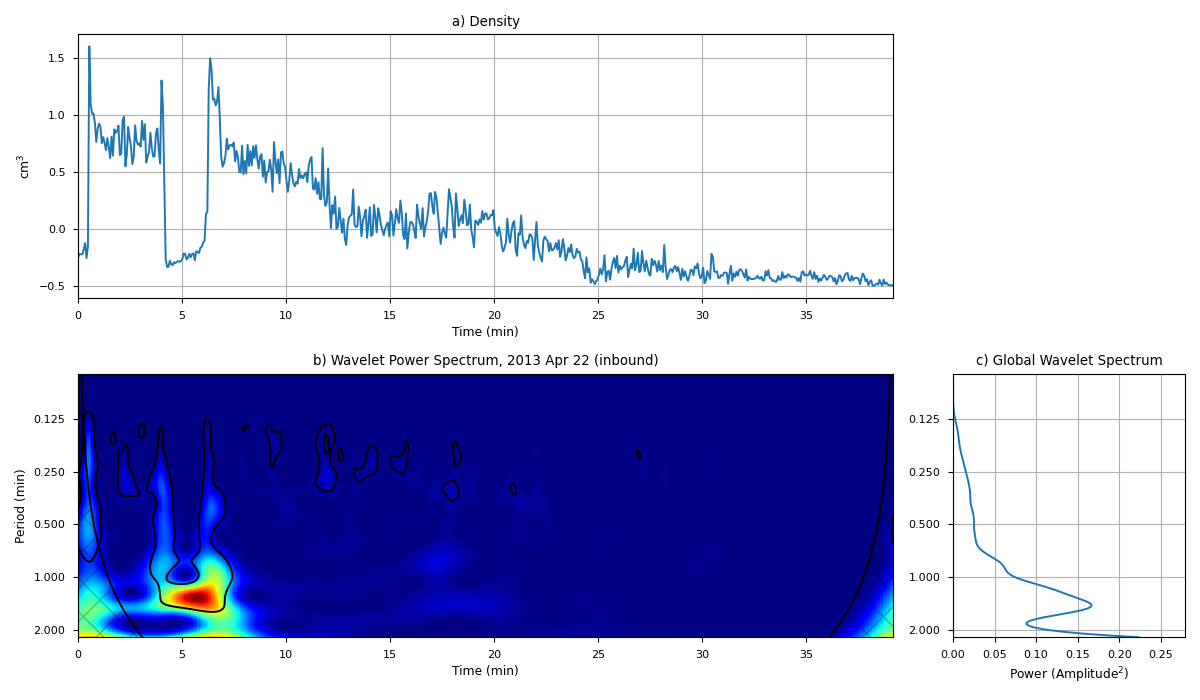 a) Density
cm³
1.5
1.0
0.5
0.0
−0.5
0 5 10 15 20 25 30 35
Time (min)
b) Wavelet Power Spectrum, 2013 Apr 22 (inbound)
Period (min)
0.125
0.250
0.500
1.000
2.000
0 5 10 15 20 25 30 35
Time (min)
c) Global Wavelet Spectrum
0.125
0.250
0.500
1.000
2.000
0.00 0.05 0.10 0.15 0.20 0.25
Power (Amplitude²)